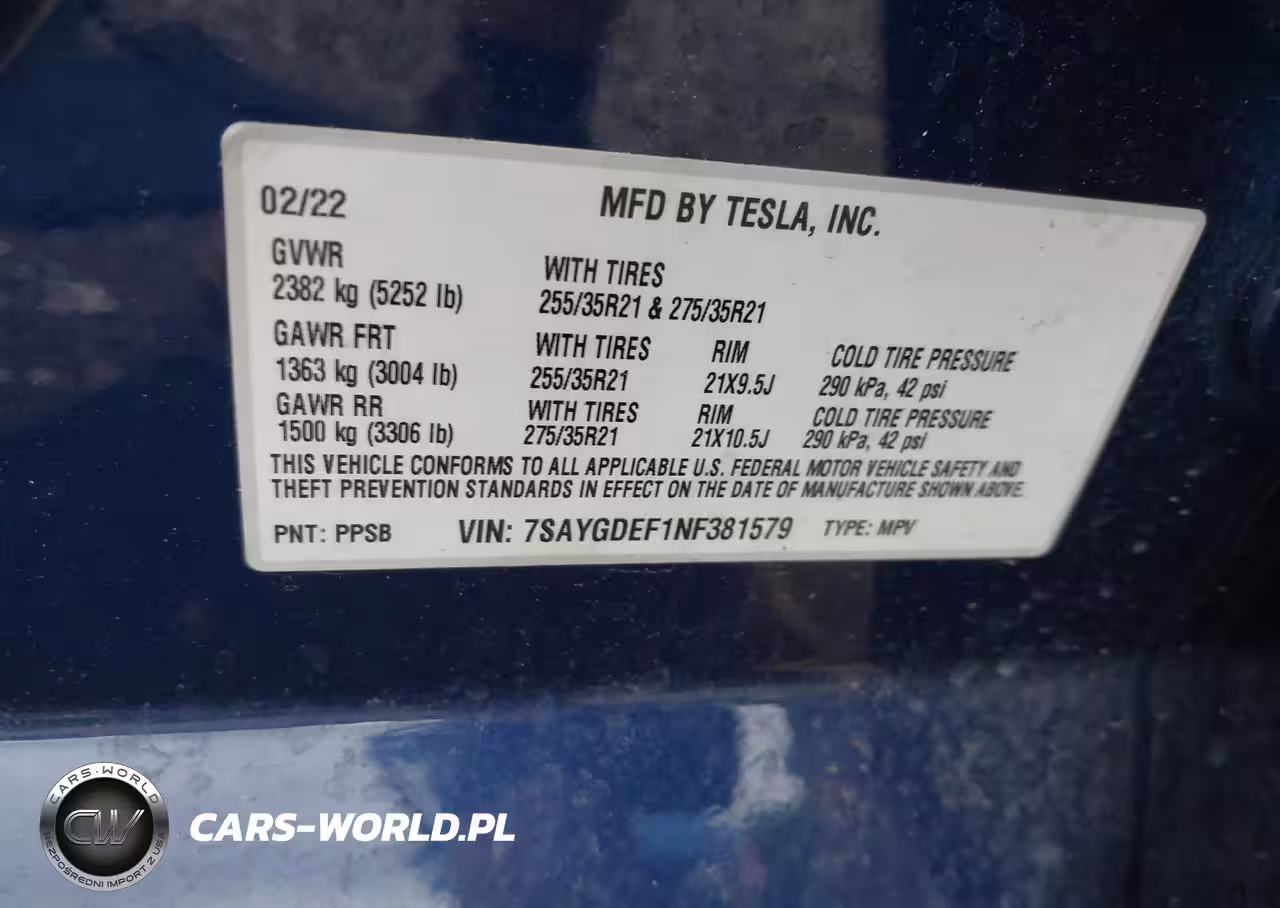 02/22 MFD BY TESLA, INC.
GVWR WITH TIRES
2382 kg (5252 lb) 255/35R21 & 275/35R21
GAWR FRT WITH TIRES RIM COLD TIRE PRESSURE
1363 kg (3004 lb) 255/35R21 21X9.5J 290 kPa, 42 psi
GAWR RR WITH TIRES RIM COLD TIRE PRESSURE
1500 kg (3306 lb) 275/35R21 21X10.5J 290 kPa, 42 psi
THIS VEHICLE CONFORMS TO ALL APPLICABLE U.S. FEDERAL MOTOR VEHICLE SAFETY AND
THEFT PREVENTION STANDARDS IN EFFECT ON THE DATE OF MANUFACTURE SHOWN ABOVE.
PNT: PPSB VIN: 7SAYGDEF1NF381579 TYPE: MPV
CARS-WORLD
CW
BEZPOŚREDNI IMPORT Z USA
CARS-WORLD.PL